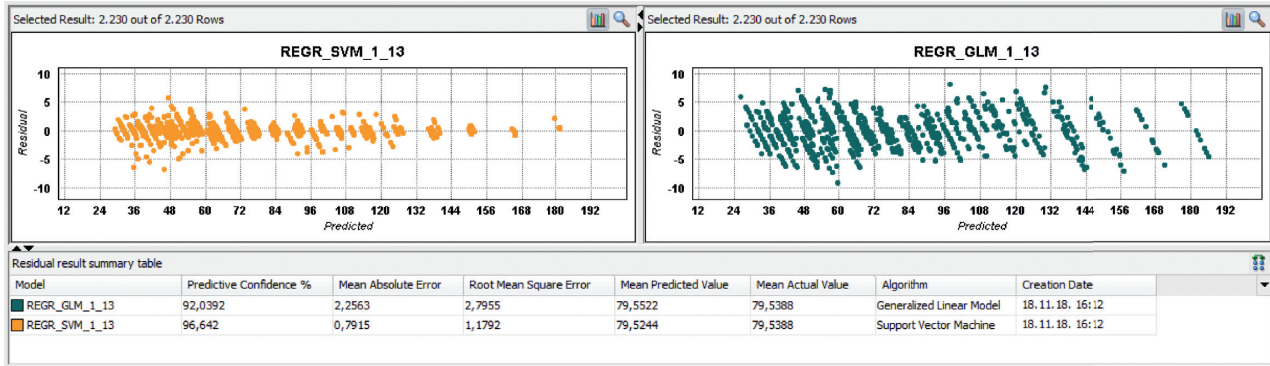 Selected Result: 2.230 out of 2.230 Rows
REGR_SVM_1_13
10
5
0
-5
-10
Residual
12 24 36 48 60 72 84 96 108 120 132 144 156 168 180 192
Predicted
Selected Result: 2.230 out of 2.230 Rows
REGR_GLM_1_13
10
5
0
-5
-10
Residual
12 24 36 48 60 72 84 96 108 120 132 144 156 168 180 192
Predicted
Residual result summary table
Model Predictive Confidence % Mean Absolute Error Root Mean Square Error Mean Predicted Value Mean Actual Value Algorithm Creation Date
REGR_GLM_1_13 92,0392 2,2563 2,7955 79,5522 79,5388 Generalized Linear Model 18.11.18. 16:12
REGR_SVM_1_13 96,642 0,7915 1,1792 79,5244 79,5388 Support Vector Machine 18.11.18. 16:12